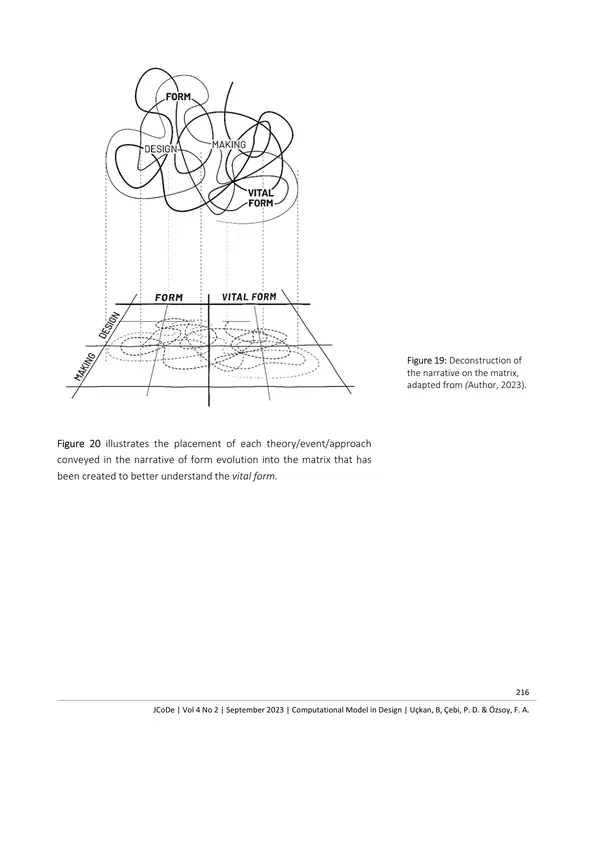 FORM
DESIGN
MAKING
VITAL
FORM
FORM
VITAL FORM
DESIGN
MAKING
Figure 19: Deconstruction of
the narrative on the matrix,
adapted from (Author, 2023).
Figure 20 illustrates the placement of each theory/event/approach
conveyed in the narrative of form evolution into the matrix that has
been created to better understand the vital form.
216
JCoDe | Vol 4 No 2 | September 2023 | Computational Model in Design | Uçkan, B, Çebi, P. D. & Özsoy, F. A.